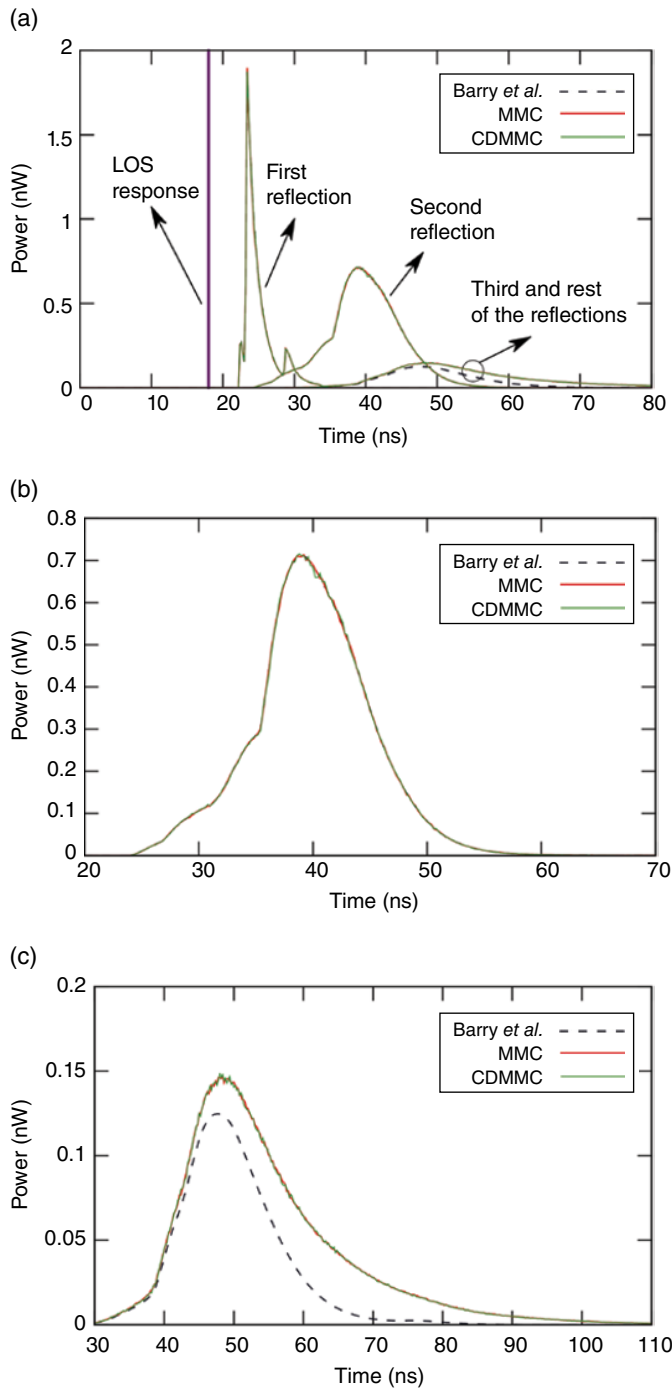 (a)
2
1.5
1
0.5
0
Power (nW)
Barry et al.
MMC
CDMMC
LOS
response
First
reflection
Second
reflection
Third and rest
of the reflections
0 10 20 30 40 50 60 70 80
Time (ns)
(b)
0.8
0.7
0.6
0.5
0.4
0.3
0.2
0.1
0
Power (nW)
Barry et al.
MMC
CDMMC
20 30 40 50 60 70
Time (ns)
(c)
0.2
0.15
0.1
0.05
0
Power (nW)
Barry et al.
MMC
CDMMC
30 40 50 60 70 80 90 100 110
Time (ns)